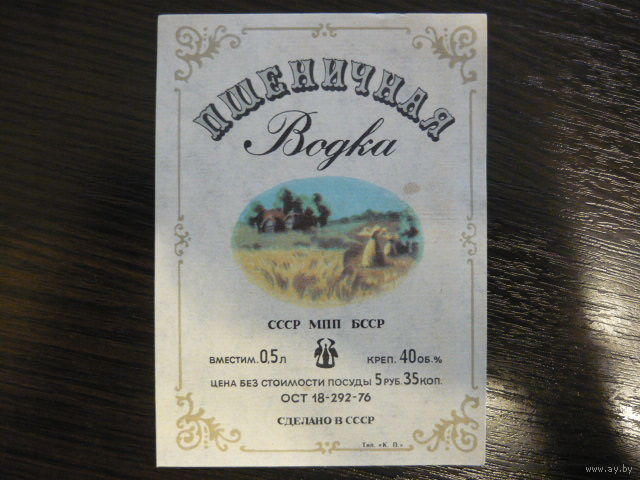 ПШЕНИЧНАЯ
Водка
СССР МПП БССР
ВМЕСТИМ. 0,5 Л КРЕП. 40 ОБ.%
ЦЕНА БЕЗ СТОИМОСТИ ПОСУДЫ 5 РУБ. 35 КОП.
ОСТ 18-292-76
СДЕЛАНО В СССР
Тип. «К. П.»
www.ay.by